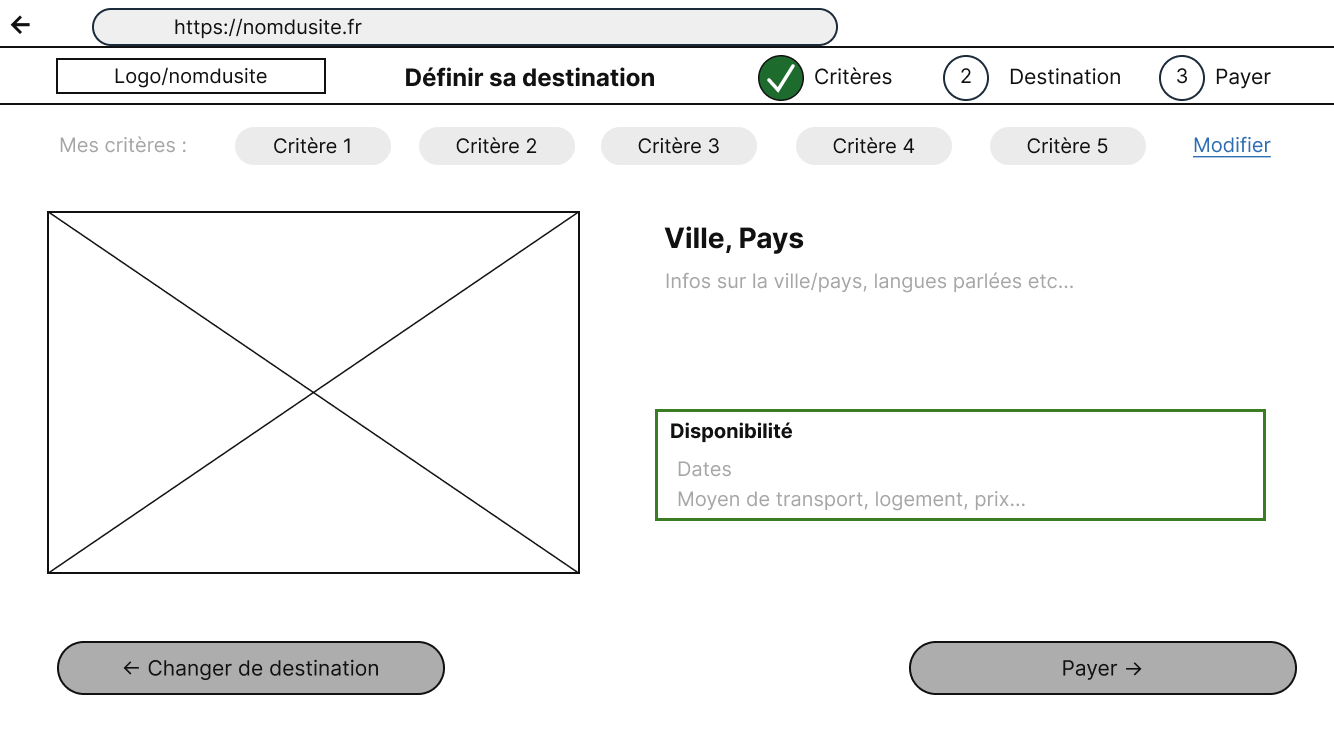 https://nomdusite.fr
Logo/nomdusite
Définir sa destination
Critères
2
Destination
3
Payer
Mes critères :
Critère 1
Critère 2
Critère 3
Critère 4
Critère 5
Modifier
Ville, Pays
Infos sur la ville/pays, langues parlées etc...
Disponibilité
Dates
Moyen de transport, logement, prix...
← Changer de destination
Payer →